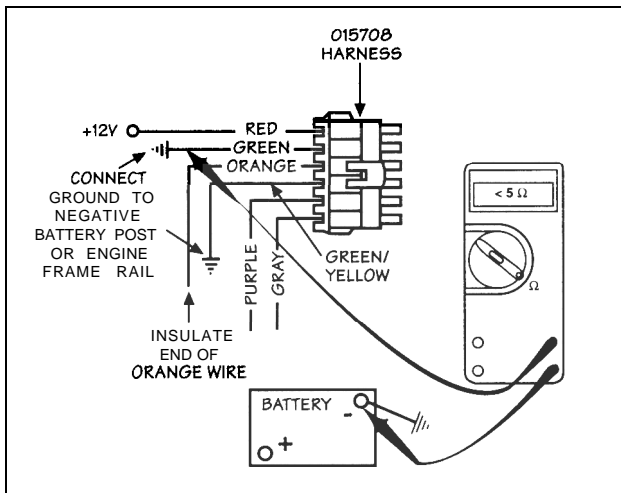 015708
HARNESS
+12V
RED
GREEN
ORANGE
CONNECT
GROUND TO
NEGATIVE
BATTERY POST
OR ENGINE
FRAME RAIL
PURPLE
GRAY
GREEN/
YELLOW
< 5 Ω
Ω
INSULATE
END OF
ORANGE WIRE
BATTERY
-
+